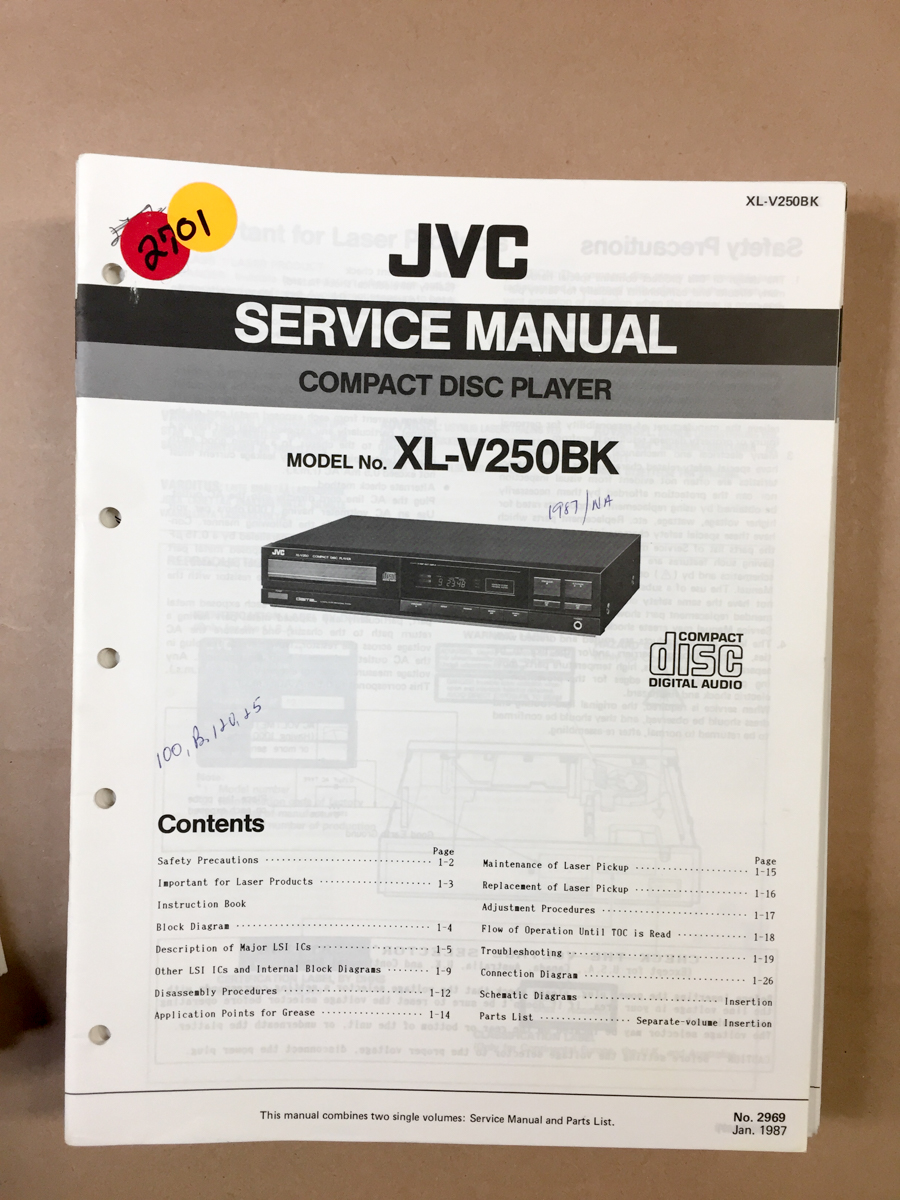 XL-V250BK
2701
JVC
SERVICE MANUAL
COMPACT DISC PLAYER
MODEL No. XL-V250BK
1987/NA
JVC
COMPACT
disc
DIGITAL AUDIO
100, B, 120, 25
Contents
Page
Safety Precautions 1-2
Important for Laser Products 1-3
Instruction Book
Block Diagram 1-4
Description of Major LSI ICs 1-5
Other LSI ICs and Internal Block Diagrams 1-9
Disassembly Procedures 1-12
Application Points for Grease 1-14
Page
Maintenance of Laser Pickup 1-15
Replacement of Laser Pickup 1-16
Adjustment Procedures 1-17
Flow of Operation Until TOC is Read 1-18
Troubleshooting 1-19
Connection Diagram 1-26
Schematic Diagrams Insertion
Parts List Separate-volume Insertion
This manual combines two single volumes: Service Manual and Parts List.
No. 2969
Jan. 1987